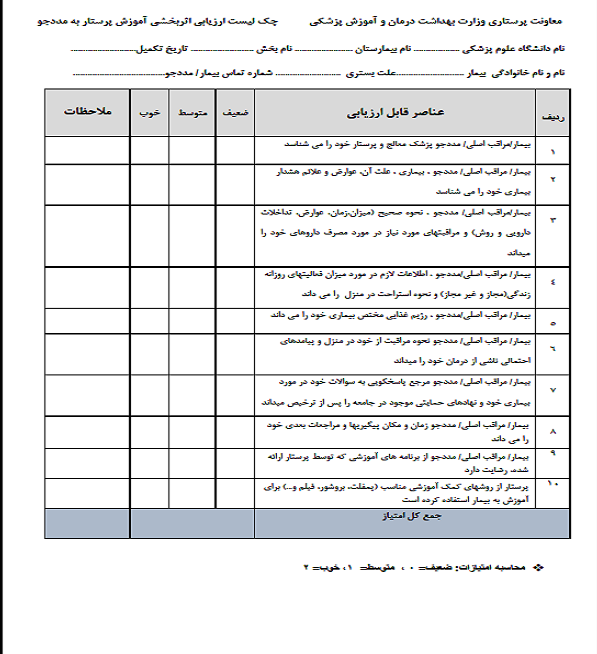 معاونت پرستاری وزارت بهداشت درمان و آموزش پزشکی چک لیست ارزیابی اثربخشی آموزش پرستار به مددجو
نام دانشگاه علوم پزشکی ................ نام بیمارستان .................... نام بخش ...................... تاریخ تکمیل......................
نام و نام خانوادگی بیمار ........................علت بستری ....................... شماره تماس بیمار/ مددجو................................
ردیف عناصر قابل ارزیابی ضعیف متوسط خوب ملاحظات
۱ بیمار/مراقب اصلی/ مددجو پزشک معالج و پرستار خود را می شناسد
۲ بیمار/ مراقب اصلی/ مددجو ، بیماری ، علت آن، عوارض و علائم هشدار
بیماری خود را می شناسد
۳ بیمار/مراقب اصلی/ مددجو ، نحوه صحیح (میزان،زمان، عوارض، تداخلات
دارویی و روش) و مراقبتهای مورد نیاز در مورد مصرف داروهای خود را
میداند
٤ بیمار/ مراقب اصلی/مددجو ، اطلاعات لازم در مورد میزان فعالیتهای روزانه
زندگی(مجاز و غیر مجاز) و نحوه استراحت در منزل را می داند
٥ بیمار/ مراقب اصلی/مددجو ، رژیم غذایی مختص بیماری خود را می داند
٦ بیمار/ مراقب اصلی/ مددجو نحوه مراقبت از خود در منزل و پیامدهای
احتمالی ناشی از درمان خود را میداند
۷ بیمار/ مراقب اصلی/ مددجو مرجع پاسخگویی به سوالات خود در مورد
بیماری خود و نهادهای حمایتی موجود در جامعه را پس از ترخیص میداند
۸ بیمار/ مراقب اصلی/ مددجو زمان و مکان پیگیریها و مراجعات بعدی خود
را می داند
۹ بیمار/ مراقب اصلی/ مددجو از برنامه های آموزشی که توسط پرستار ارائه
شده، رضایت دارد
۱۰ پرستار از روشهای کمک آموزشی مناسب (پمفلت، بروشور، فیلم و...) برای
آموزش به بیمار استفاده کرده است
جمع کل امتیاز
❖ محاسبه امتیازات: ضعیف= ۰ ، متوسط= ۱، خوب= ۲